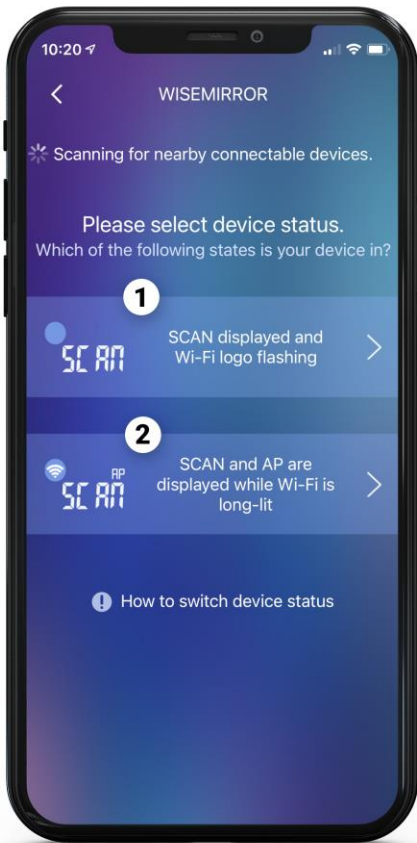 10:20
WISEMIRROR
Scanning for nearby connectable devices.
Please select device status.
Which of the following states is your device in?
1
SCAN
SCAN displayed and
Wi-Fi logo flashing
2
AP
SCAN
SCAN and AP are
displayed while Wi-Fi is
long-lit
! How to switch device status